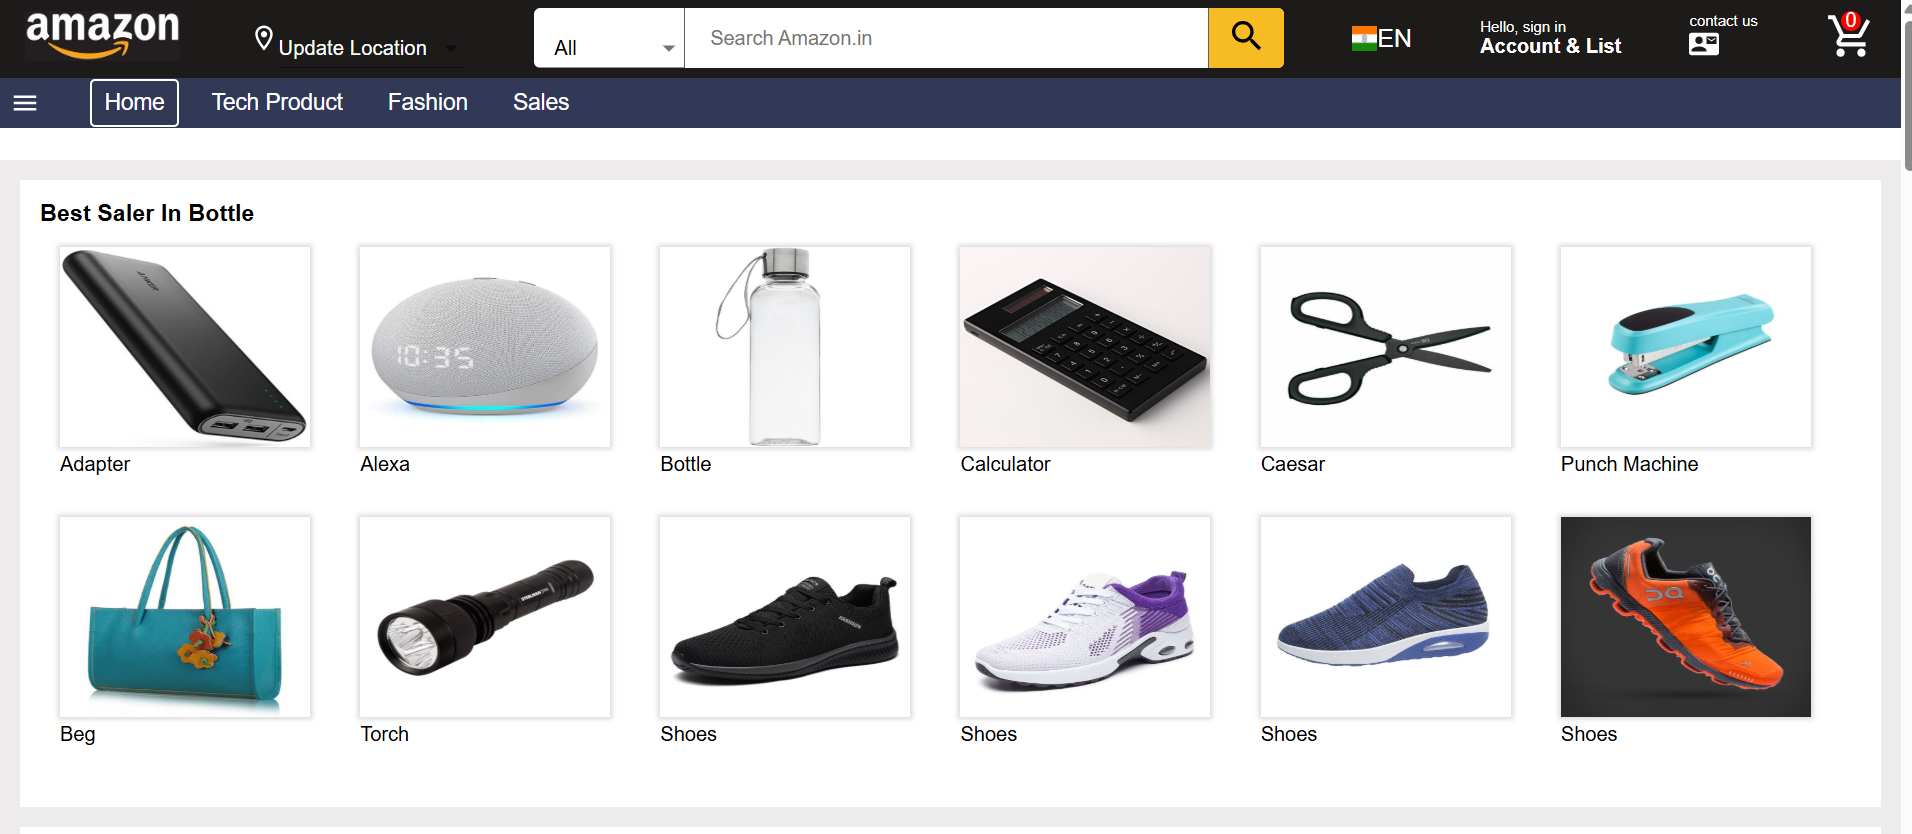 amazon
Update Location
All
Search Amazon.in
EN
Hello, sign in
Account & List
contact us
0
Home
Tech Product
Fashion
Sales
Best Saler In Bottle
ANKER
10:35
Adapter
Alexa
Bottle
Calculator
Caesar
Punch Machine
Beg
Torch
Shoes
Shoes
Shoes
Shoes